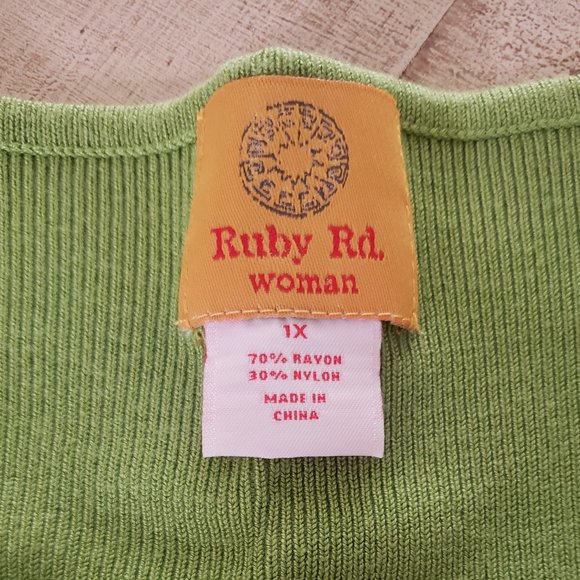 Ruby Rd.
woman
1X
70% RAYON
30% NYLON
MADE IN
CHINA